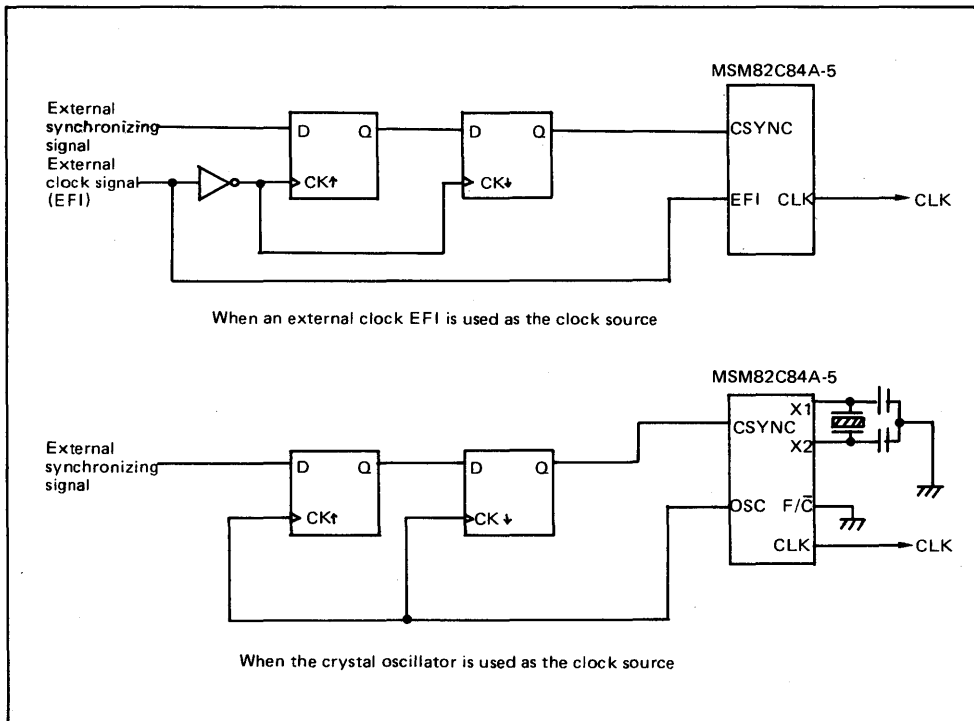 MSM82C84A-5
External
synchronizing
signal
External
clock signal
(EFI)
D Q
CK↑
D Q
CK↓
CSYNC
EFI CLK
CLK
When an external clock EFI is used as the clock source
MSM82C84A-5
External
synchronizing
signal
D Q
CK↑
D Q
CK↓
X1
CSYNC
X2
OSC F/C̅
CLK
CLK
When the crystal oscillator is used as the clock source